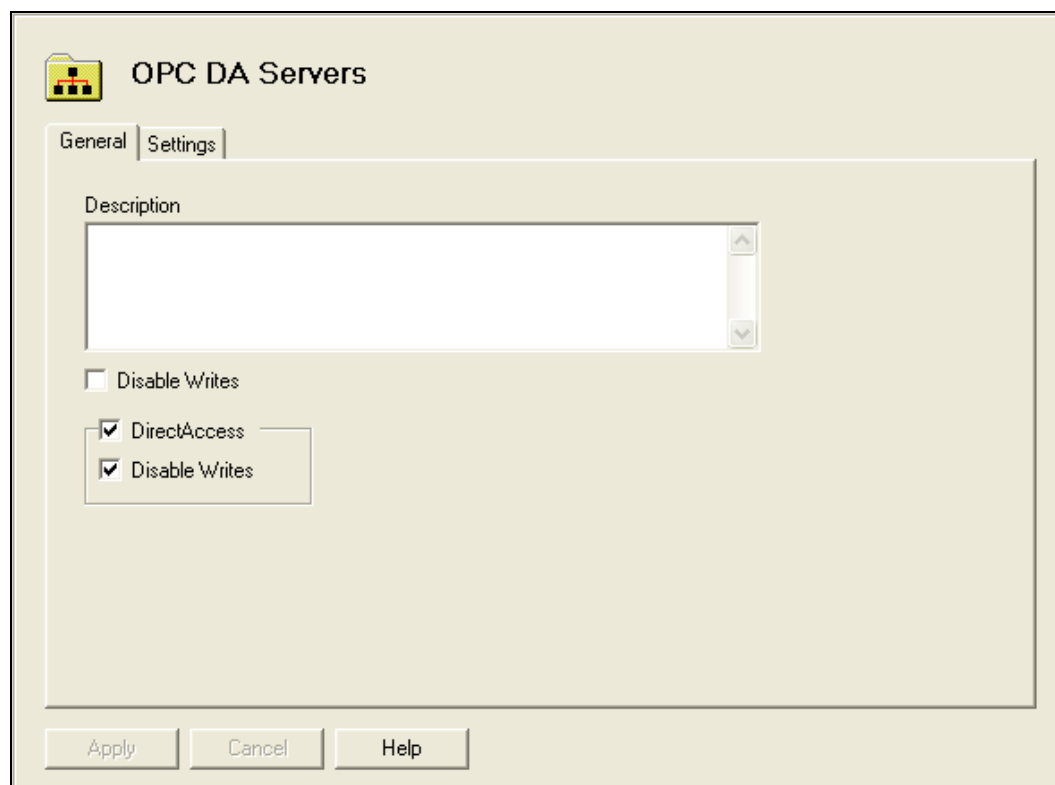 OPC DA Servers
General
Settings
Description
Disable Writes
DirectAccess
Disable Writes
Apply
Cancel
Help